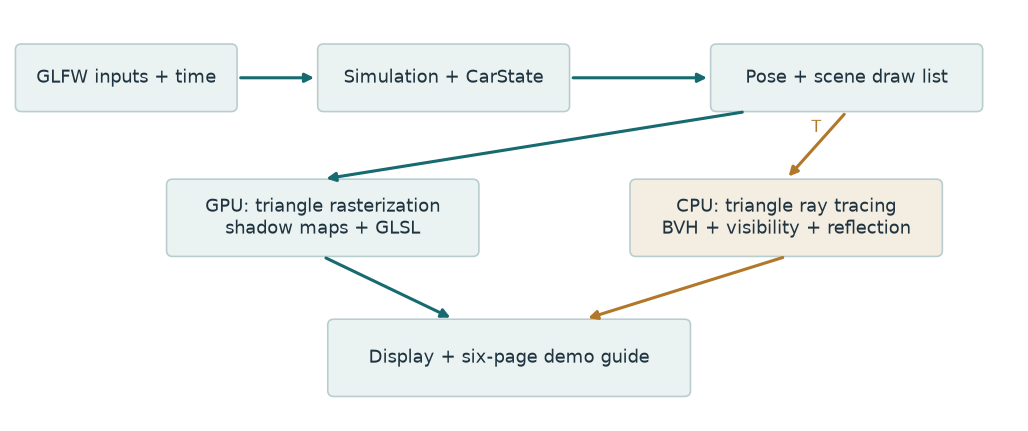 GLFW inputs + time
Simulation + CarState
Pose + scene draw list
T
GPU: triangle rasterization
shadow maps + GLSL
CPU: triangle ray tracing
BVH + visibility + reflection
Display + six-page demo guide